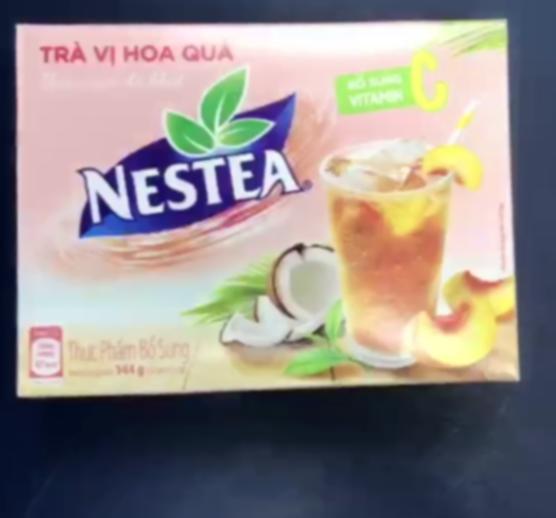 TRÀ VỊ HOA QUẢ
BỔ SUNG
VITAMIN C
NESTEA
Thực Phẩm Bổ Sung
144 g